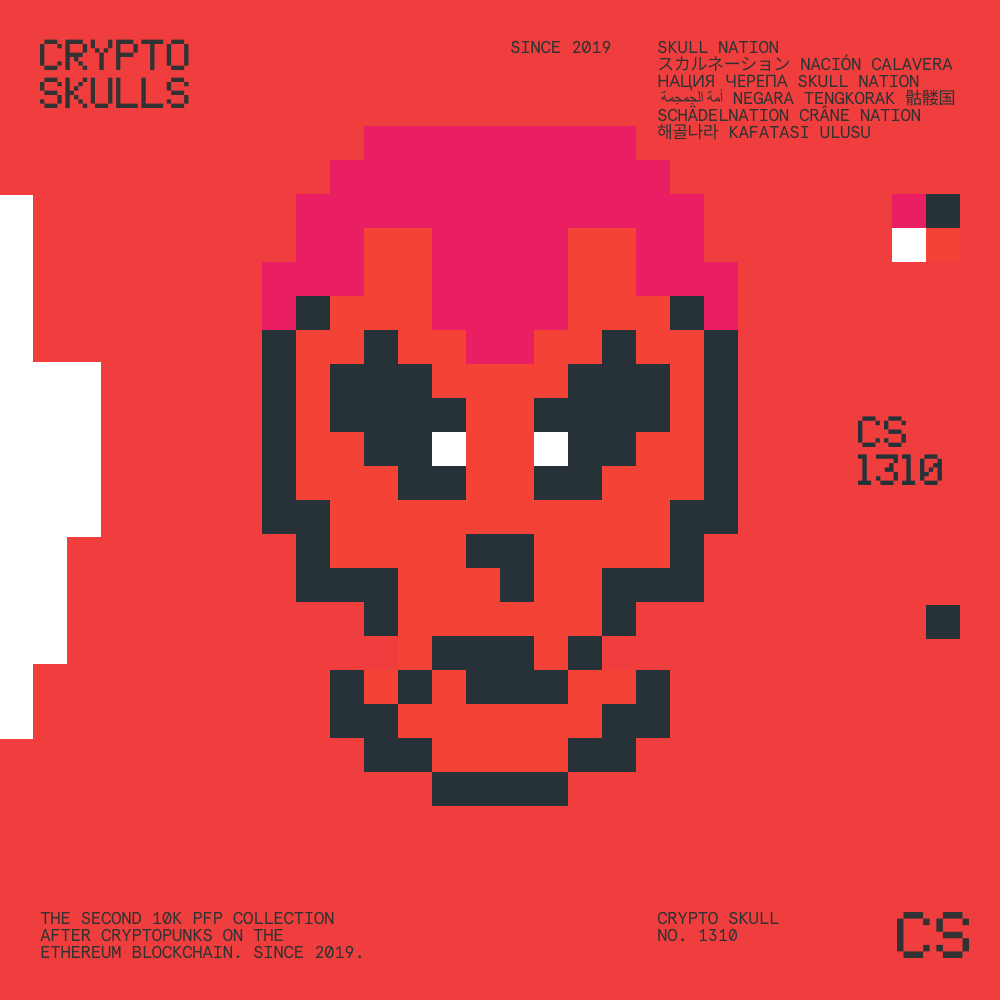 CRYPTO
SKULLS
SINCE 2019
SKULL NATION
スカルネーション NACIÓN CALAVERA
НАЦИЯ ЧЕРЕПА SKULL NATION
أمة الجمجمة NEGARA TENGKORAK 骷髅国
SCHÄDELNATION CRÂNE NATION
해골나라 KAFATASI ULUSU
CS
1310
THE SECOND 10K PFP COLLECTION
AFTER CRYPTOPUNKS ON THE
ETHEREUM BLOCKCHAIN. SINCE 2019.
CRYPTO SKULL
NO. 1310
CS